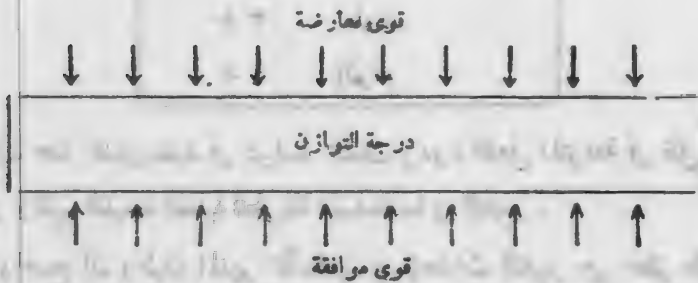 قوى معارضة
درجة التوازن
قوى موافقة